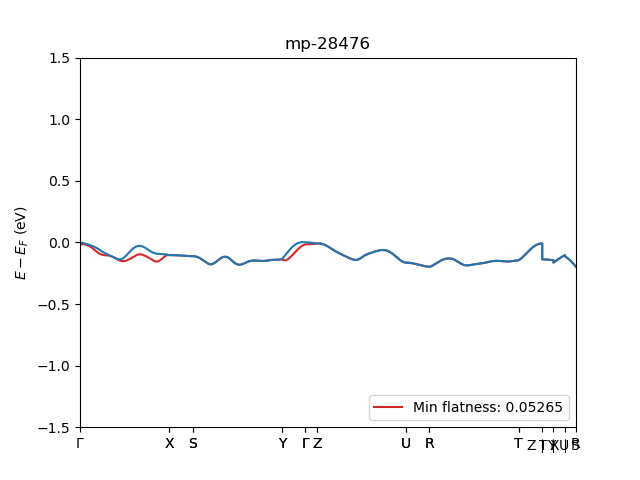 mp-28476
E − E_F (eV)
1.5
1.0
0.5
0.0
−0.5
−1.0
−1.5
Min flatness: 0.05265
Γ X S Y Γ Z U R T Z|T Y|X U|S R